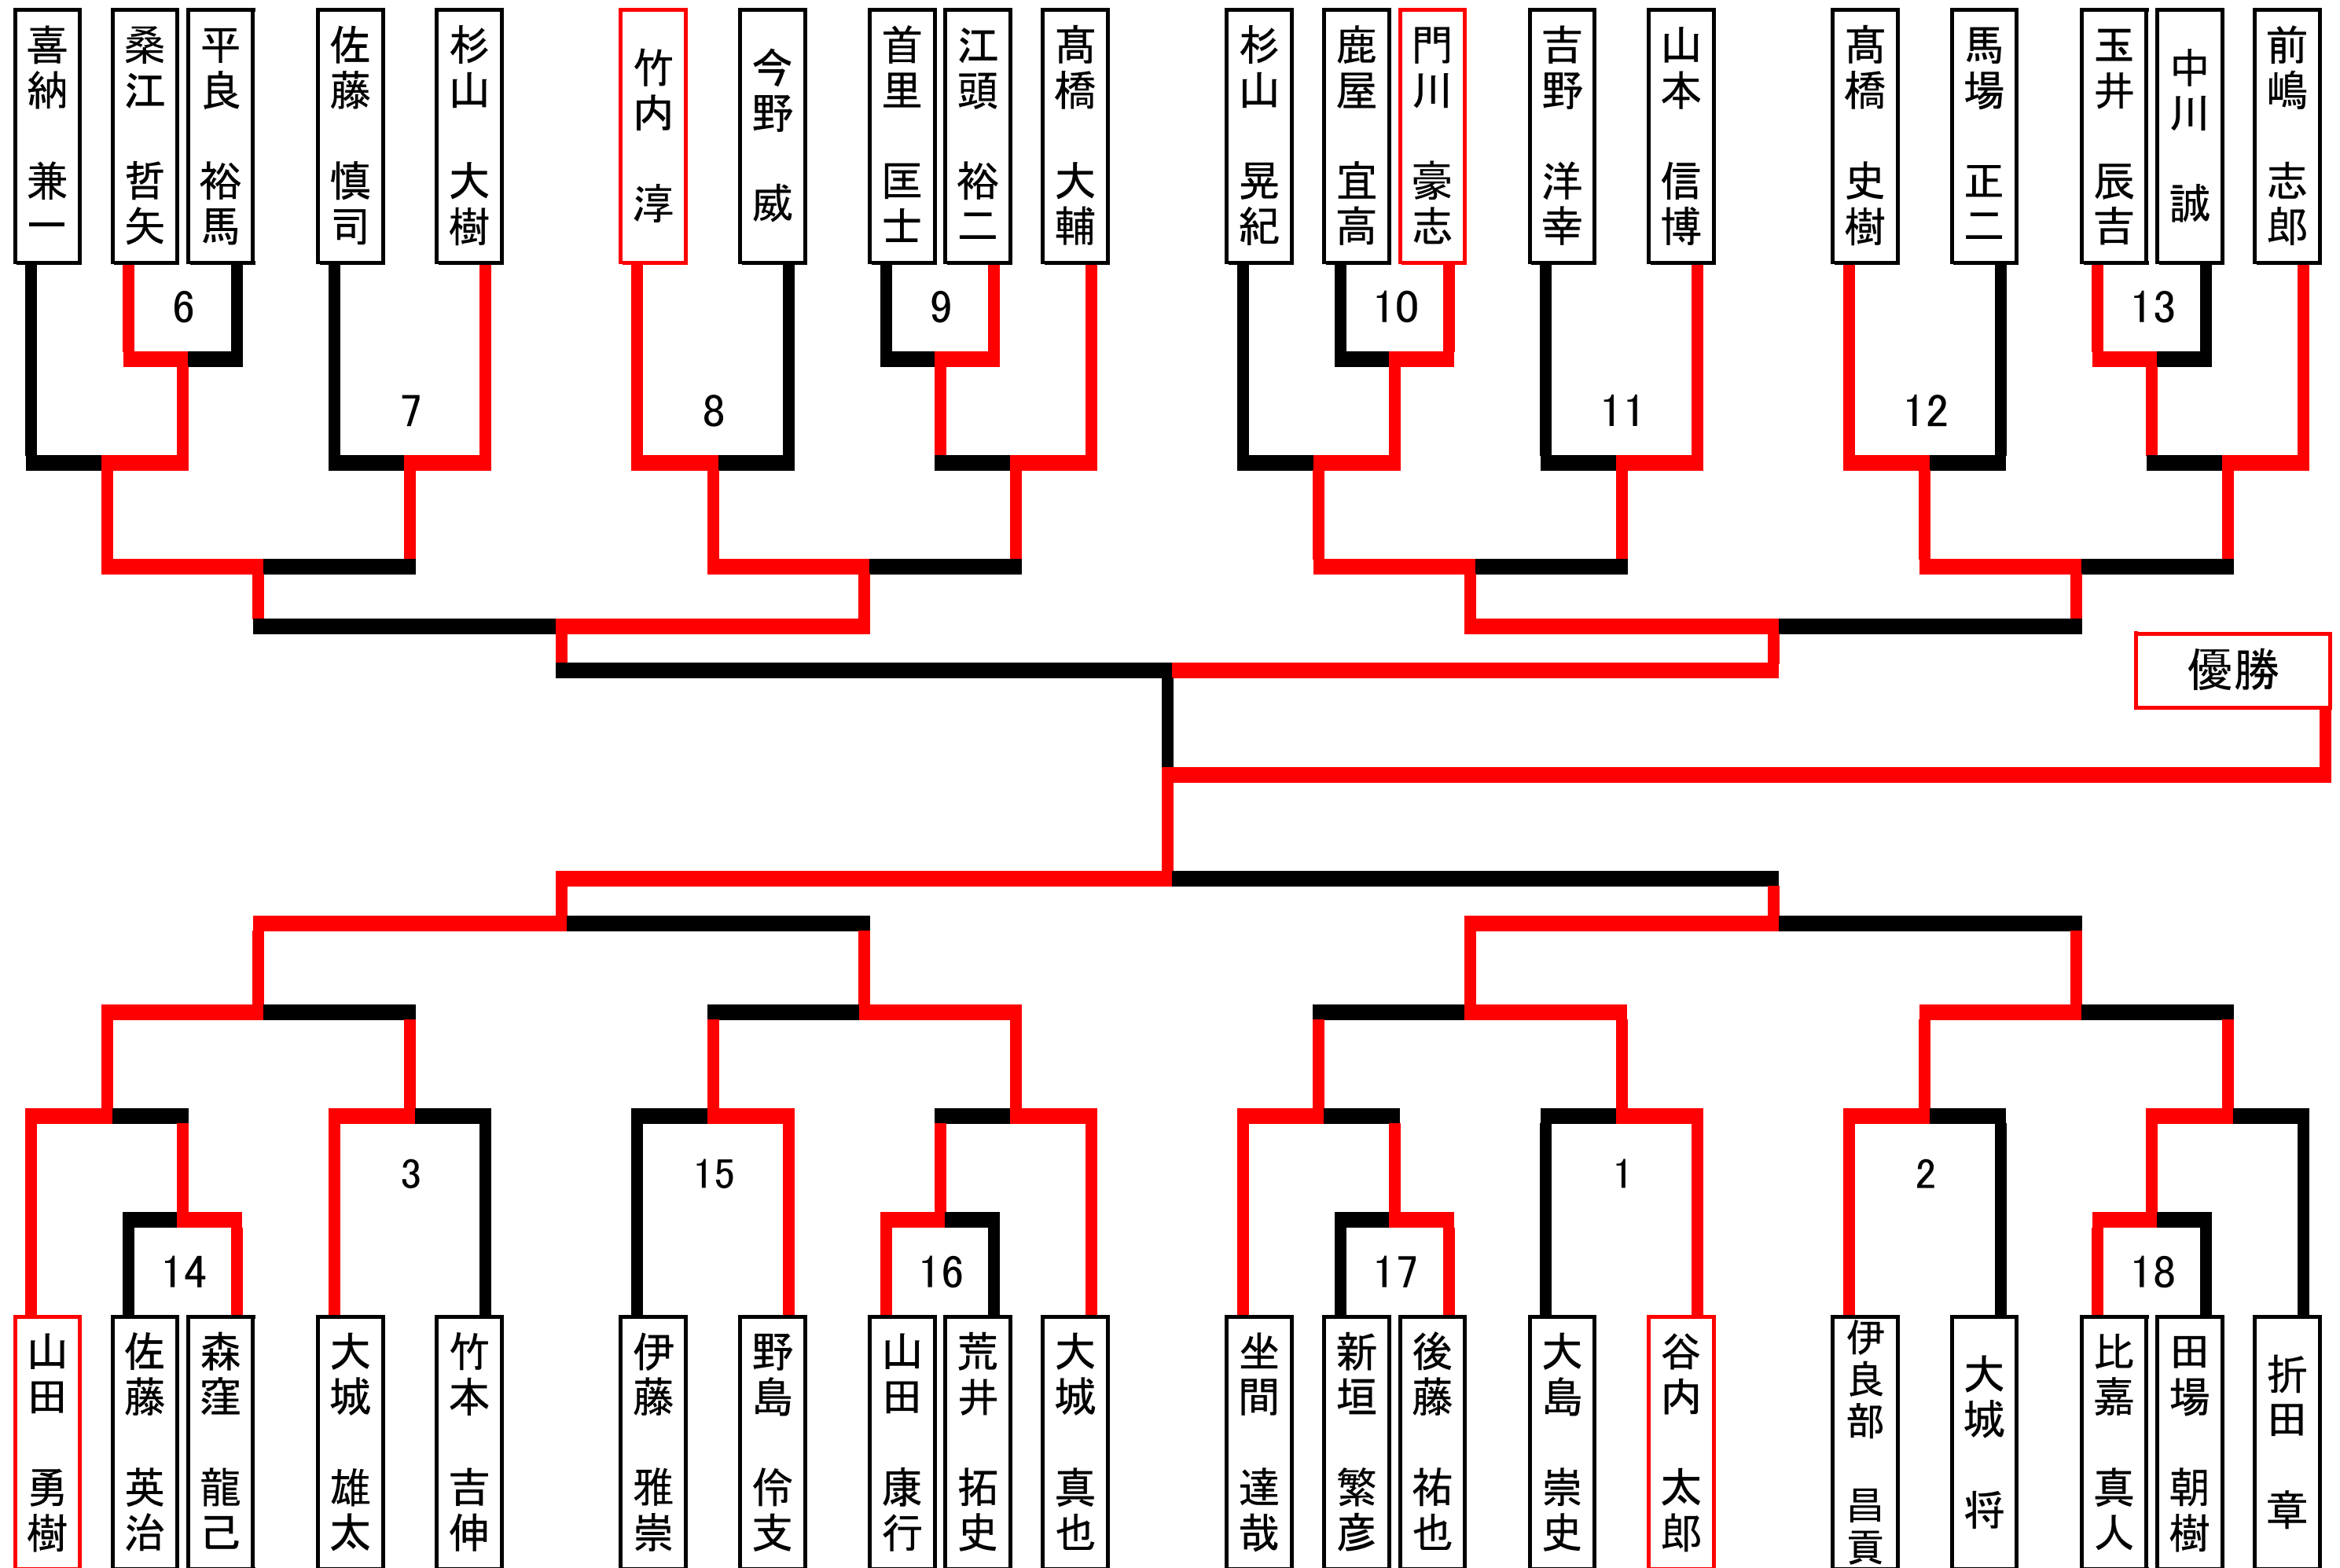 喜納 兼一
桑江 哲矢
平良 裕馬
佐藤 慎司
杉山 大樹
竹内 淳
今野 威
首里 匡士
江頭 裕二
髙橋 大輔
杉山 晃紀
鹿屋 宜高
門川 豪志
吉野 洋幸
山本 信博
髙橋 史樹
馬場 正二
玉井 辰吉
中川 誠
前嶋 志郎
6
9
10
13
7
8
11
12
優勝
3
15
1
2
14
16
17
18
山田 勇樹
佐藤 英治
森窪 龍己
大城 雄太
竹本 吉伸
伊藤 雅崇
野島 伶支
山田 康行
荒井 拓史
大城 真也
坐間 達哉
新垣 繁彦
後藤 祐也
大島 崇史
谷内 太郎
伊良部 昌貢
大城 将
比嘉 真人
田場 朝樹
折田 章